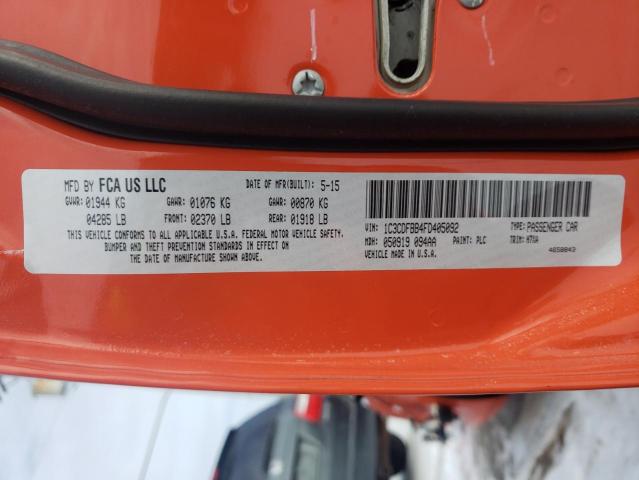 MFD BY FCA US LLC DATE OF MFR(BUILT): 5-15
GVWR: 01944 KG GAWR: 01076 KG GAWR: 00870 KG
04285 LB FRONT: 02370 LB REAR: 01918 LB
THIS VEHICLE CONFORMS TO ALL APPLICABLE U.S.A. FEDERAL MOTOR VEHICLE SAFETY,
BUMPER AND THEFT PREVENTION STANDARDS IN EFFECT ON
THE DATE OF MANUFACTURE SHOWN ABOVE.
VIN: 1C3CDFBB4FD405092 TYPE: PASSENGER CAR
MDH: 050919 094AA PAINT: PLC TRIM: H7XA
VEHICLE MADE IN U.S.A. 4658843